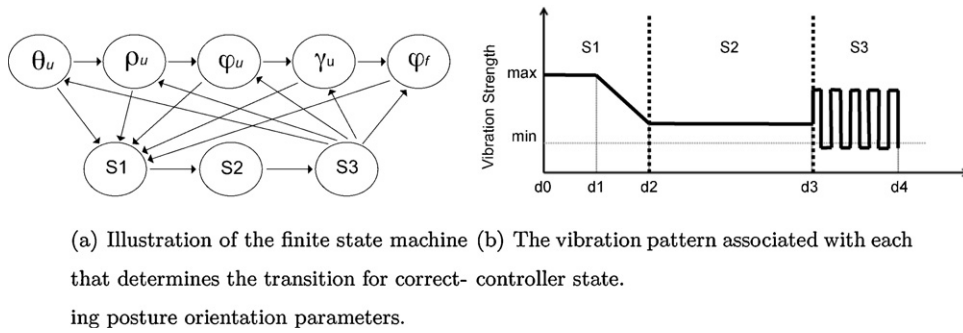 θu ρu φu γu φf
S1 S2 S3
S1 S2 S3
max
min
Vibration Strength
d0 d1 d2 d3 d4
(a) Illustration of the finite state machine
that determines the transition for correct-
ing posture orientation parameters.
(b) The vibration pattern associated with each
controller state.